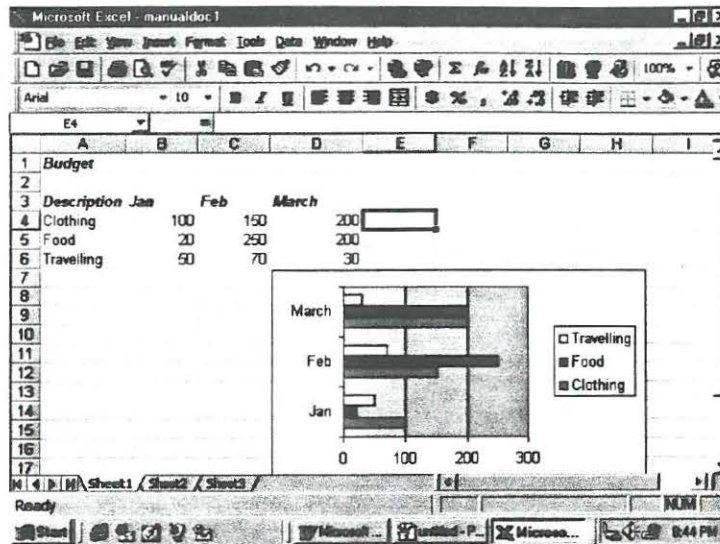 Microsoft Excel - manualdoc1
File Edit View Insert Format Tools Data Window Help
100%
Arial 10 B I U $ % ,
E4 =
A B C D E F G H I
1 Budget
2
3 Description Jan Feb March
4 Clothing 100 150 200
5 Food 20 250 200
6 Travelling 50 70 30
7
8
9
10
11
12
13
14
15
16
17
March
Feb
Jan
0 100 200 300
Travelling
Food
Clothing
Sheet1 Sheet2 Sheet3
Ready NUM
Start Microsoft ... untitled - P... Microso... 8:44 PM